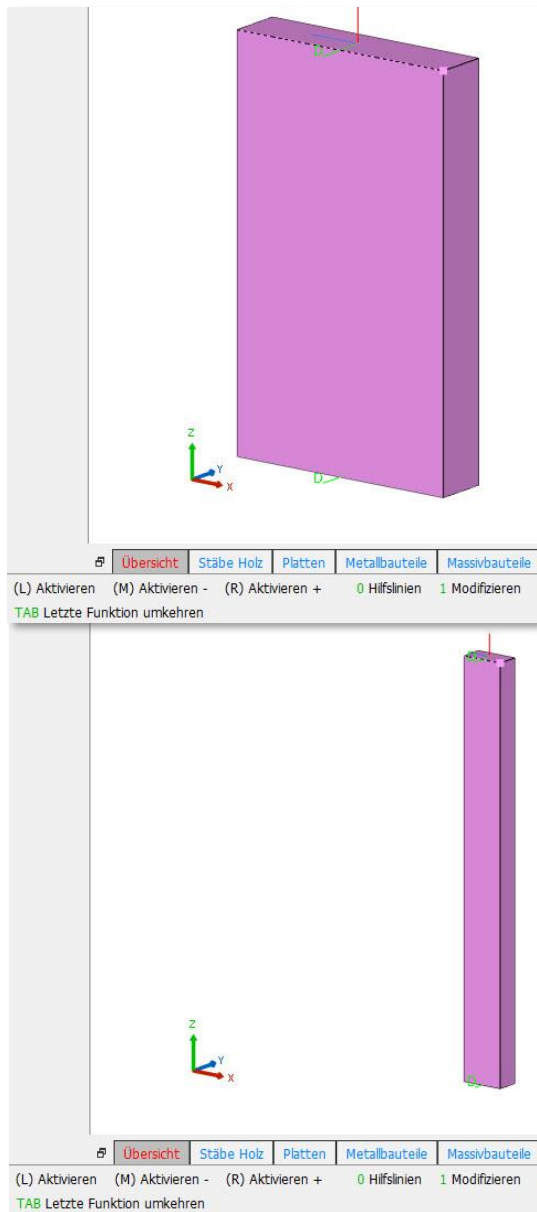 D
Z
Y
X
D
Übersicht Stäbe Holz Platten Metallbauteile Massivbauteile
(L) Aktivieren (M) Aktivieren - (R) Aktivieren + 0 Hilfslinien 1 Modifizieren
TAB Letzte Funktion umkehren
D
Z
Y
X
D
Übersicht Stäbe Holz Platten Metallbauteile Massivbauteile
(L) Aktivieren (M) Aktivieren - (R) Aktivieren + 0 Hilfslinien 1 Modifizieren
TAB Letzte Funktion umkehren